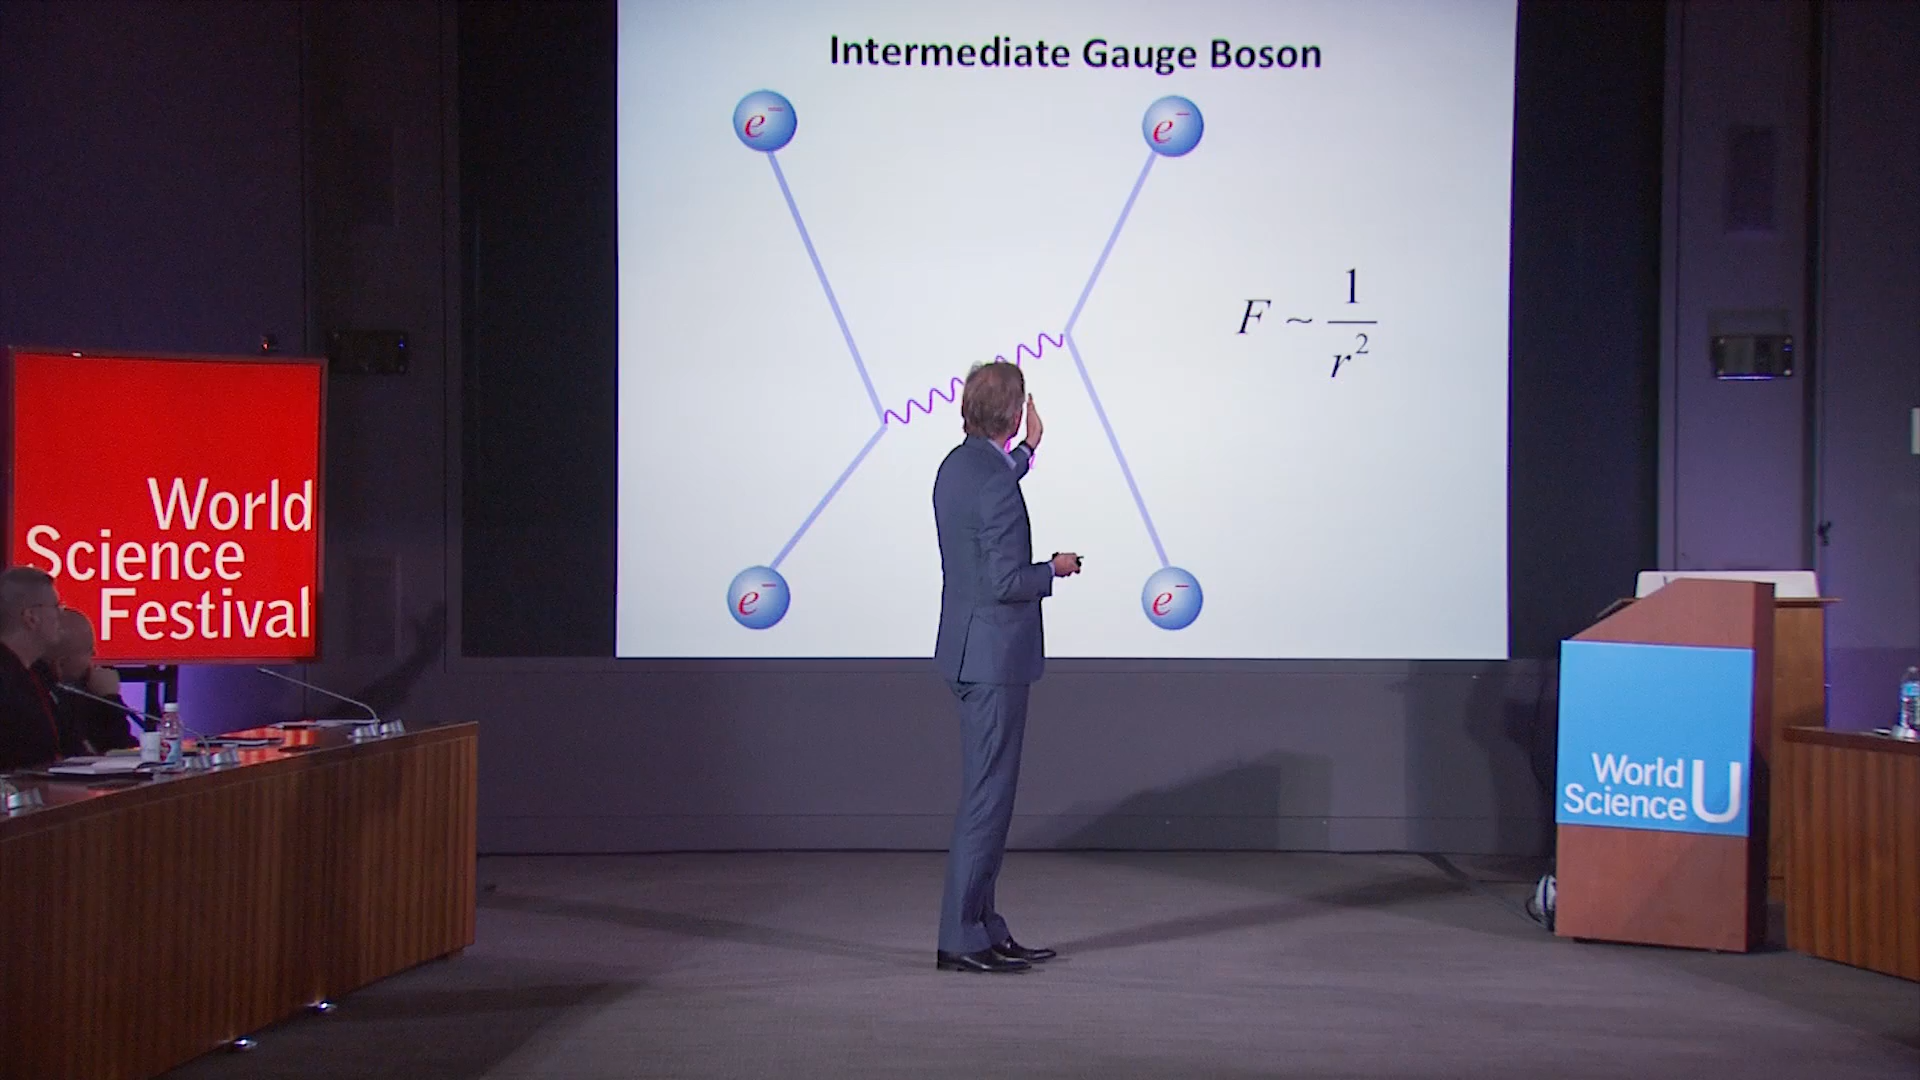 Intermediate Gauge Boson
e⁻
e⁻
F ~ 1/r²
e⁻
e⁻
World
Science
Festival
World
Science U